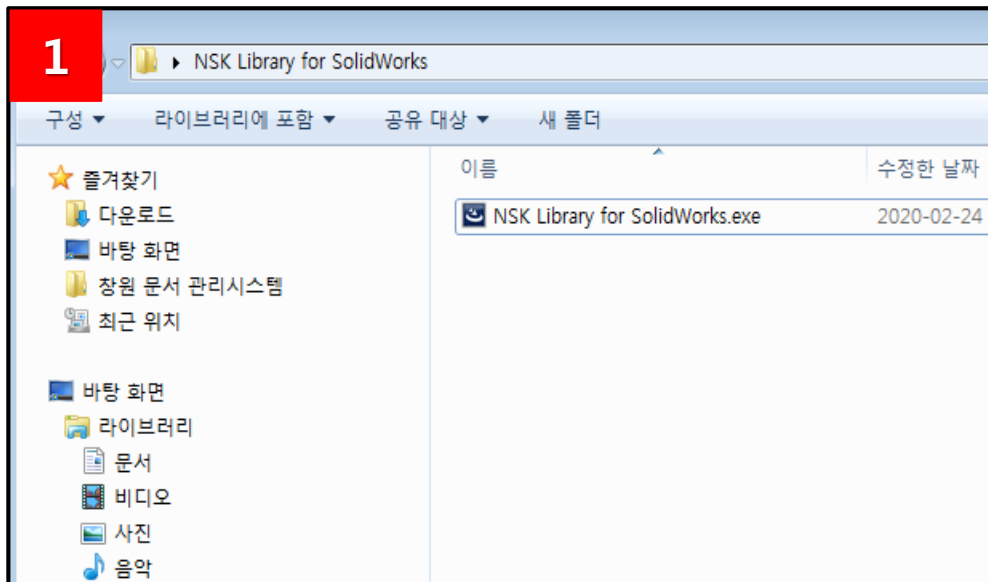 1
NSK Library for SolidWorks
구성 라이브러리에 포함 공유 대상 새 폴더
이름 수정한 날짜
NSK Library for SolidWorks.exe 2020-02-24
즐겨찾기
다운로드
바탕 화면
창원 문서 관리시스템
최근 위치
바탕 화면
라이브러리
문서
비디오
사진
음악